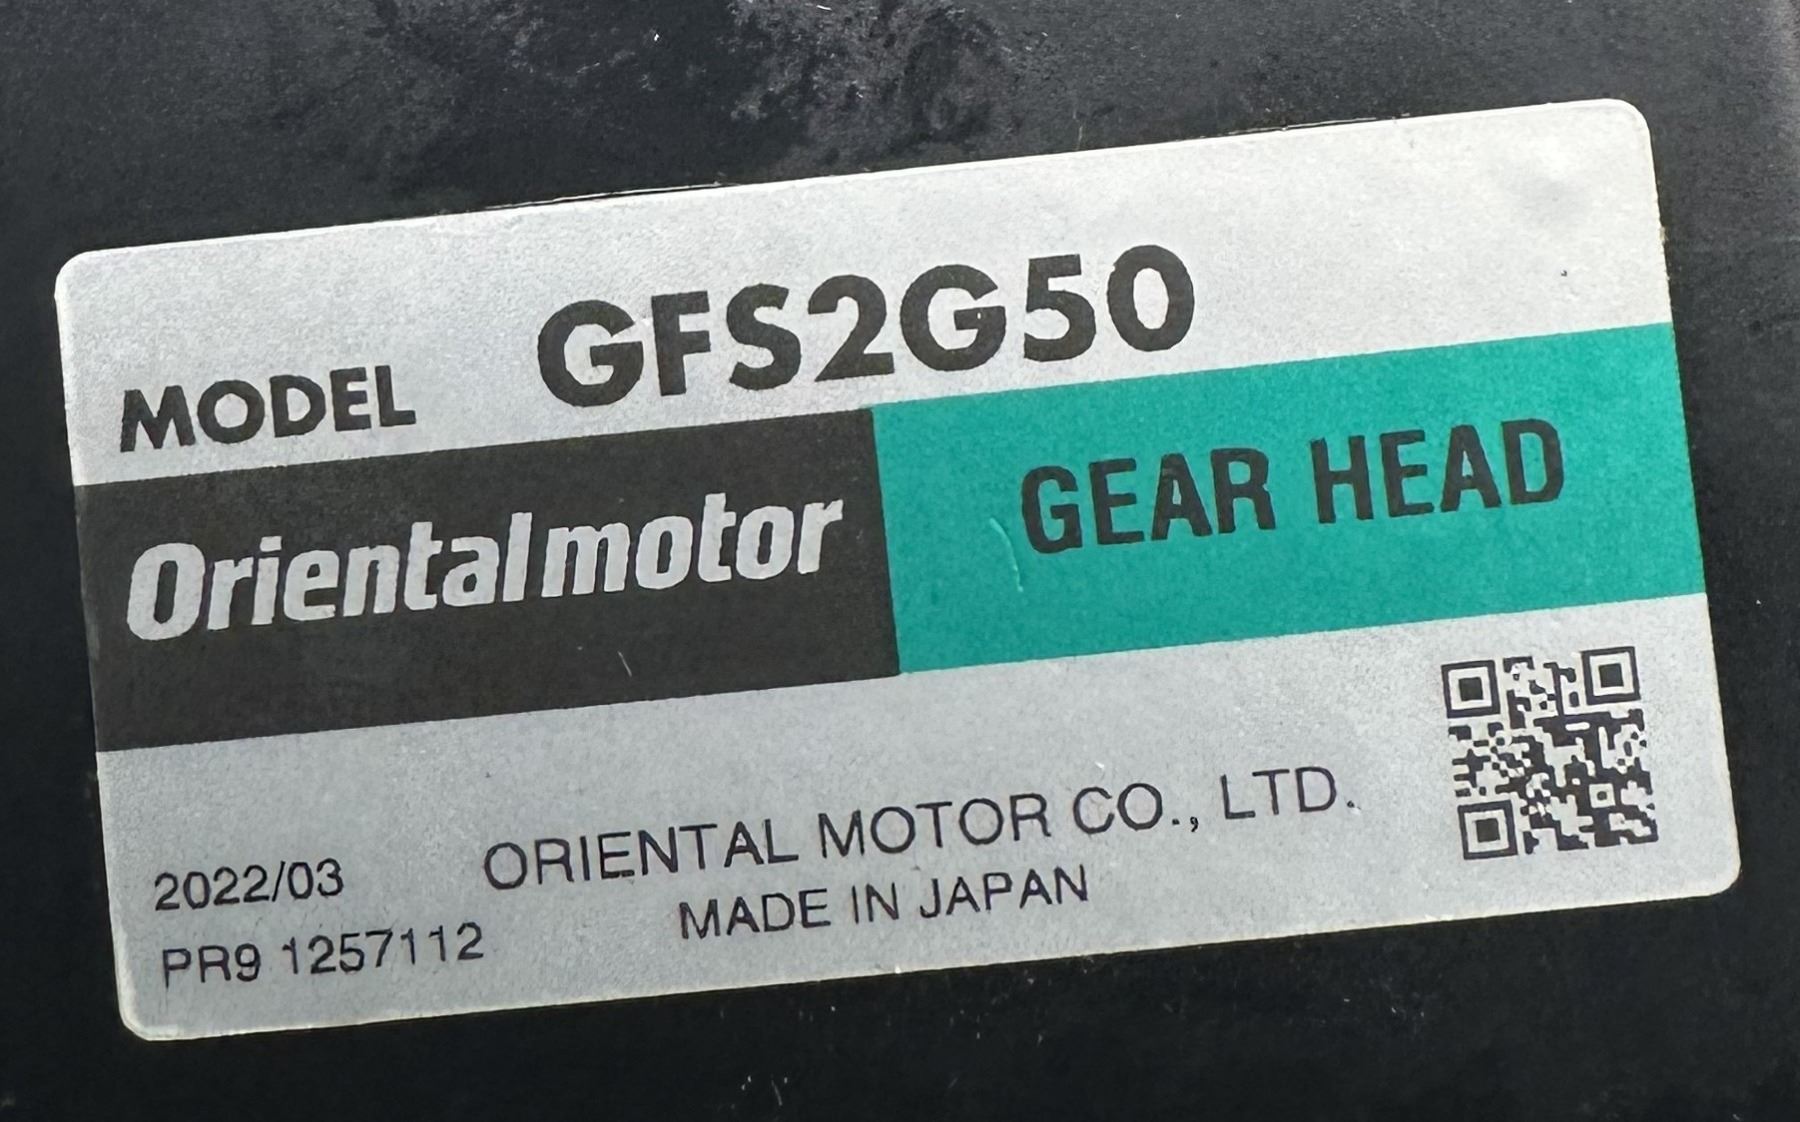 MODEL GFS2G50
Orientalmotor GEAR HEAD
2022/03 ORIENTAL MOTOR CO., LTD.
PR9 1257112 MADE IN JAPAN